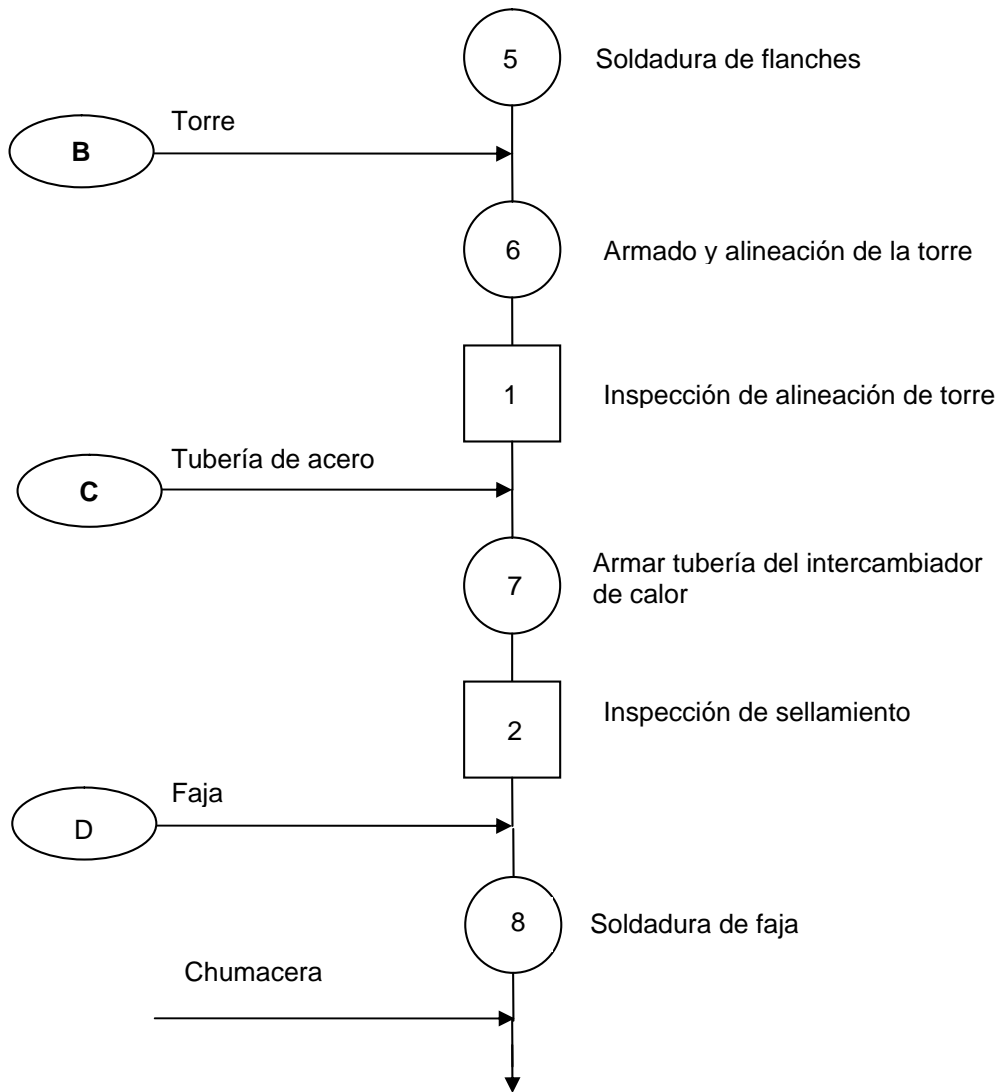 5
Soldadura de flanches
Torre
B
6
Armado y alineación de la torre
1
Inspección de alineación de torre
Tubería de acero
C
7
Armar tubería del intercambiador
de calor
2
Inspección de sellamiento
Faja
D
8
Soldadura de faja
Chumacera